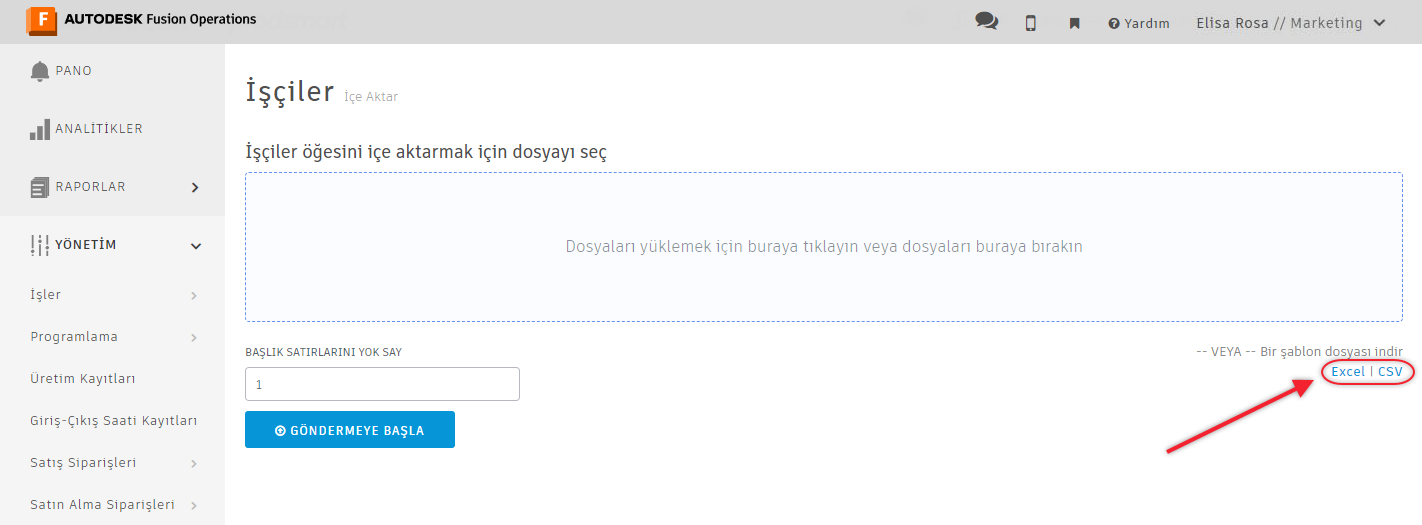 F AUTODESK Fusion Operations
Yardım
Elisa Rosa // Marketing
PANO
ANALİTİKLER
RAPORLAR
YÖNETİM
İşler
Programlama
Üretim Kayıtları
Giriş-Çıkış Saati Kayıtları
Satış Siparişleri
Satın Alma Siparişleri
İşçiler İçe Aktar
İşçiler öğesini içe aktarmak için dosyayı seç
Dosyaları yüklemek için buraya tıklayın veya dosyaları buraya bırakın
BAŞLIK SATIRLARINI YOK SAY
1
GÖNDERMEYE BAŞLA
-- VEYA -- Bir şablon dosyası indir
Excel | CSV